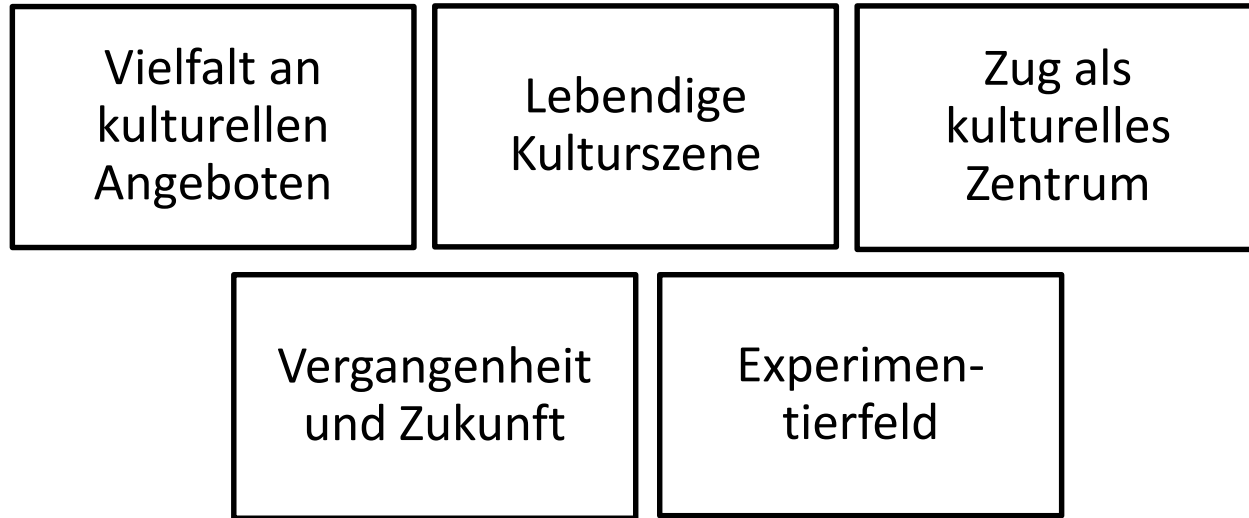 Vielfalt an
kulturellen
Angeboten
Lebendige
Kulturszene
Zug als
kulturelles
Zentrum
Vergangenheit
und Zukunft
Experimen-
tierfeld